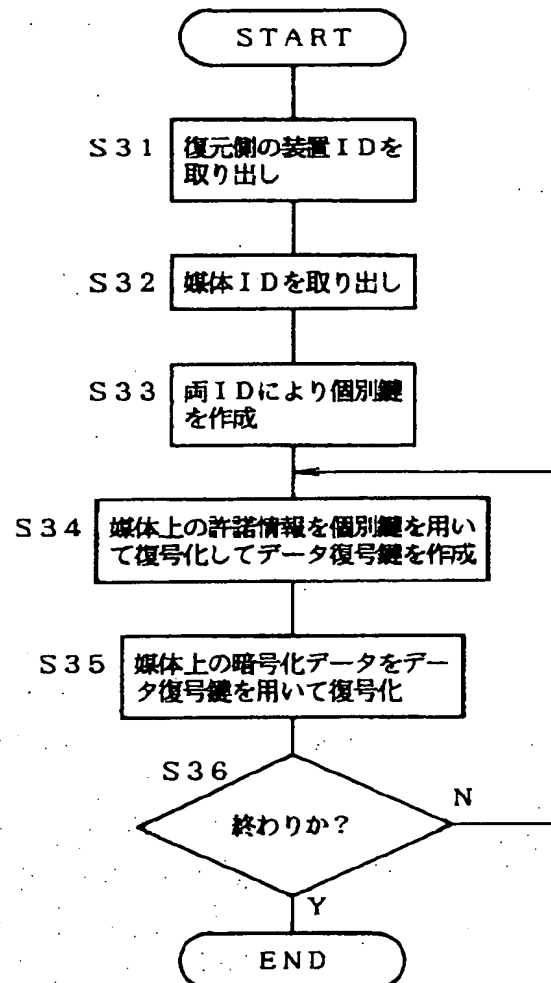 START
S31
復元側の装置IDを
取り出し
S32
媒体IDを取り出し
S33
両IDにより個別鍵
を作成
S34
媒体上の許諾情報を個別鍵を用い
て復号化してデータ復号鍵を作成
S35
媒体上の暗号化データをデー
タ復号鍵を用いて復号化
S36
終わりか?
N
Y
END